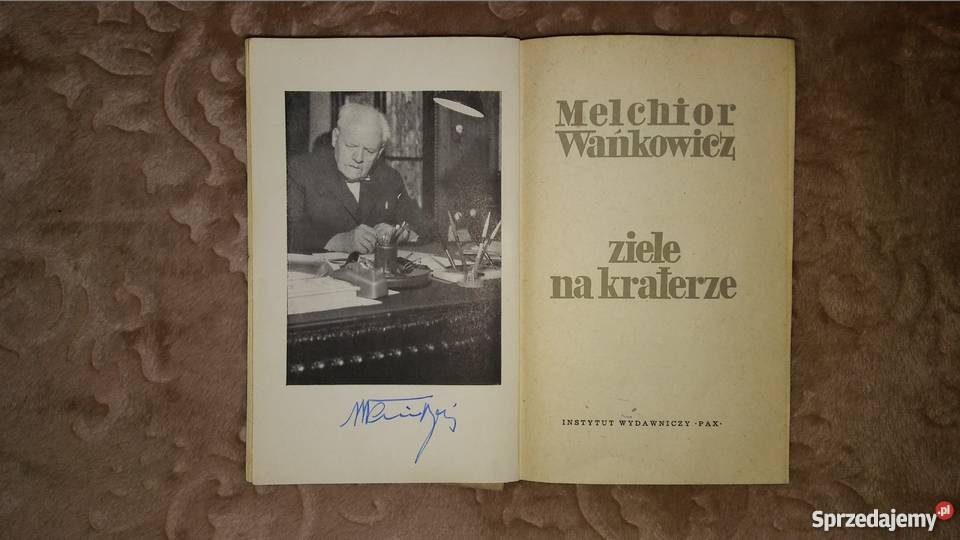 Melchior
Wańkowicz
ziele
na kraterze
INSTYTUT WYDAWNICZY •PAX•
Sprzedajemy.pl